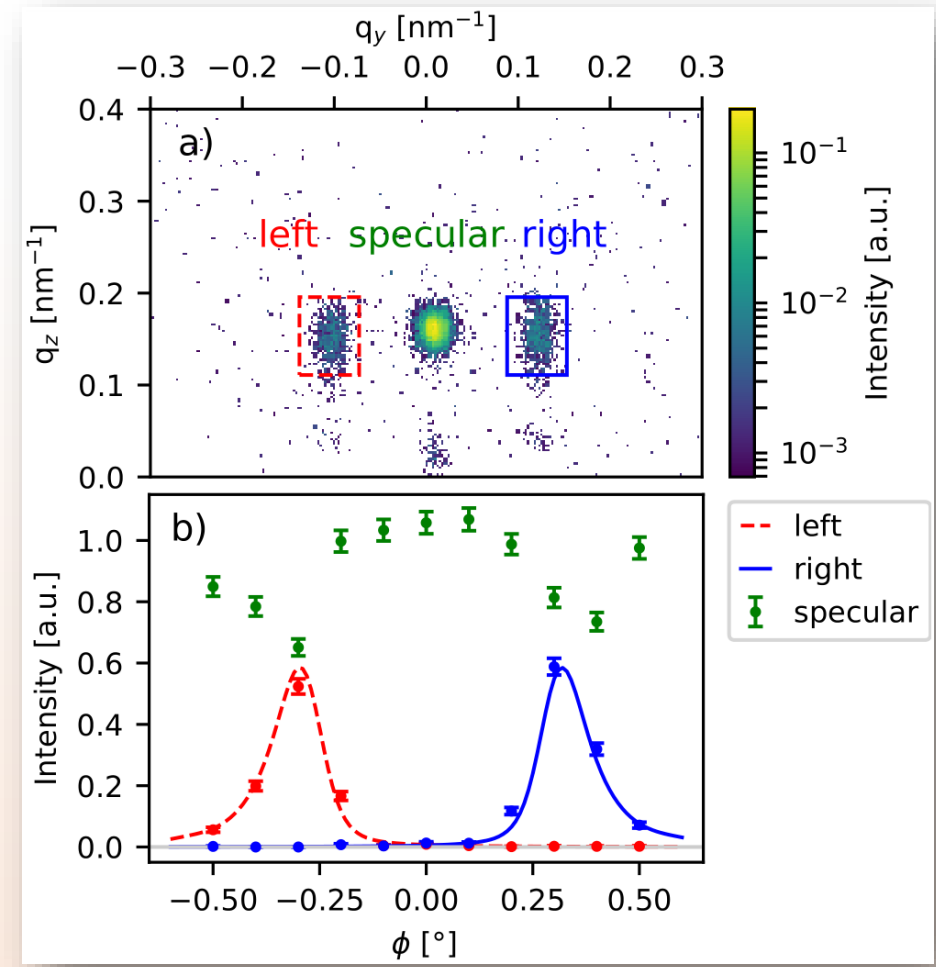 q_y [nm⁻¹]
−0.3 −0.2 −0.1 0.0 0.1 0.2 0.3
a)
left specular right
q_z [nm⁻¹]
0.4
0.3
0.2
0.1
0.0
10⁻¹
10⁻²
10⁻³
Intensity [a.u.]
b)
Intensity [a.u.]
1.0
0.8
0.6
0.4
0.2
0.0
−0.50 −0.25 0.00 0.25 0.50
ϕ [°]
left
right
specular